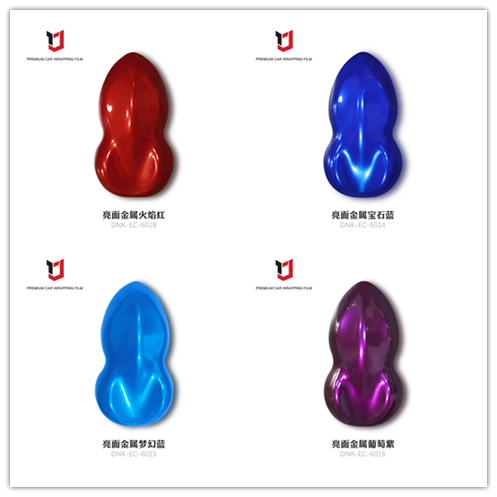 PREMIUM CAR WRAPPING FILM
亮面金属火焰红
DNK-EC-6018
PREMIUM CAR WRAPPING FILM
亮面金属宝石蓝
DNK-EC-6014
PREMIUM CAR WRAPPING FILM
亮面金属梦幻蓝
DNK-EC-6015
PREMIUM CAR WRAPPING FILM
亮面金属葡萄紫
DNK-EC-6016